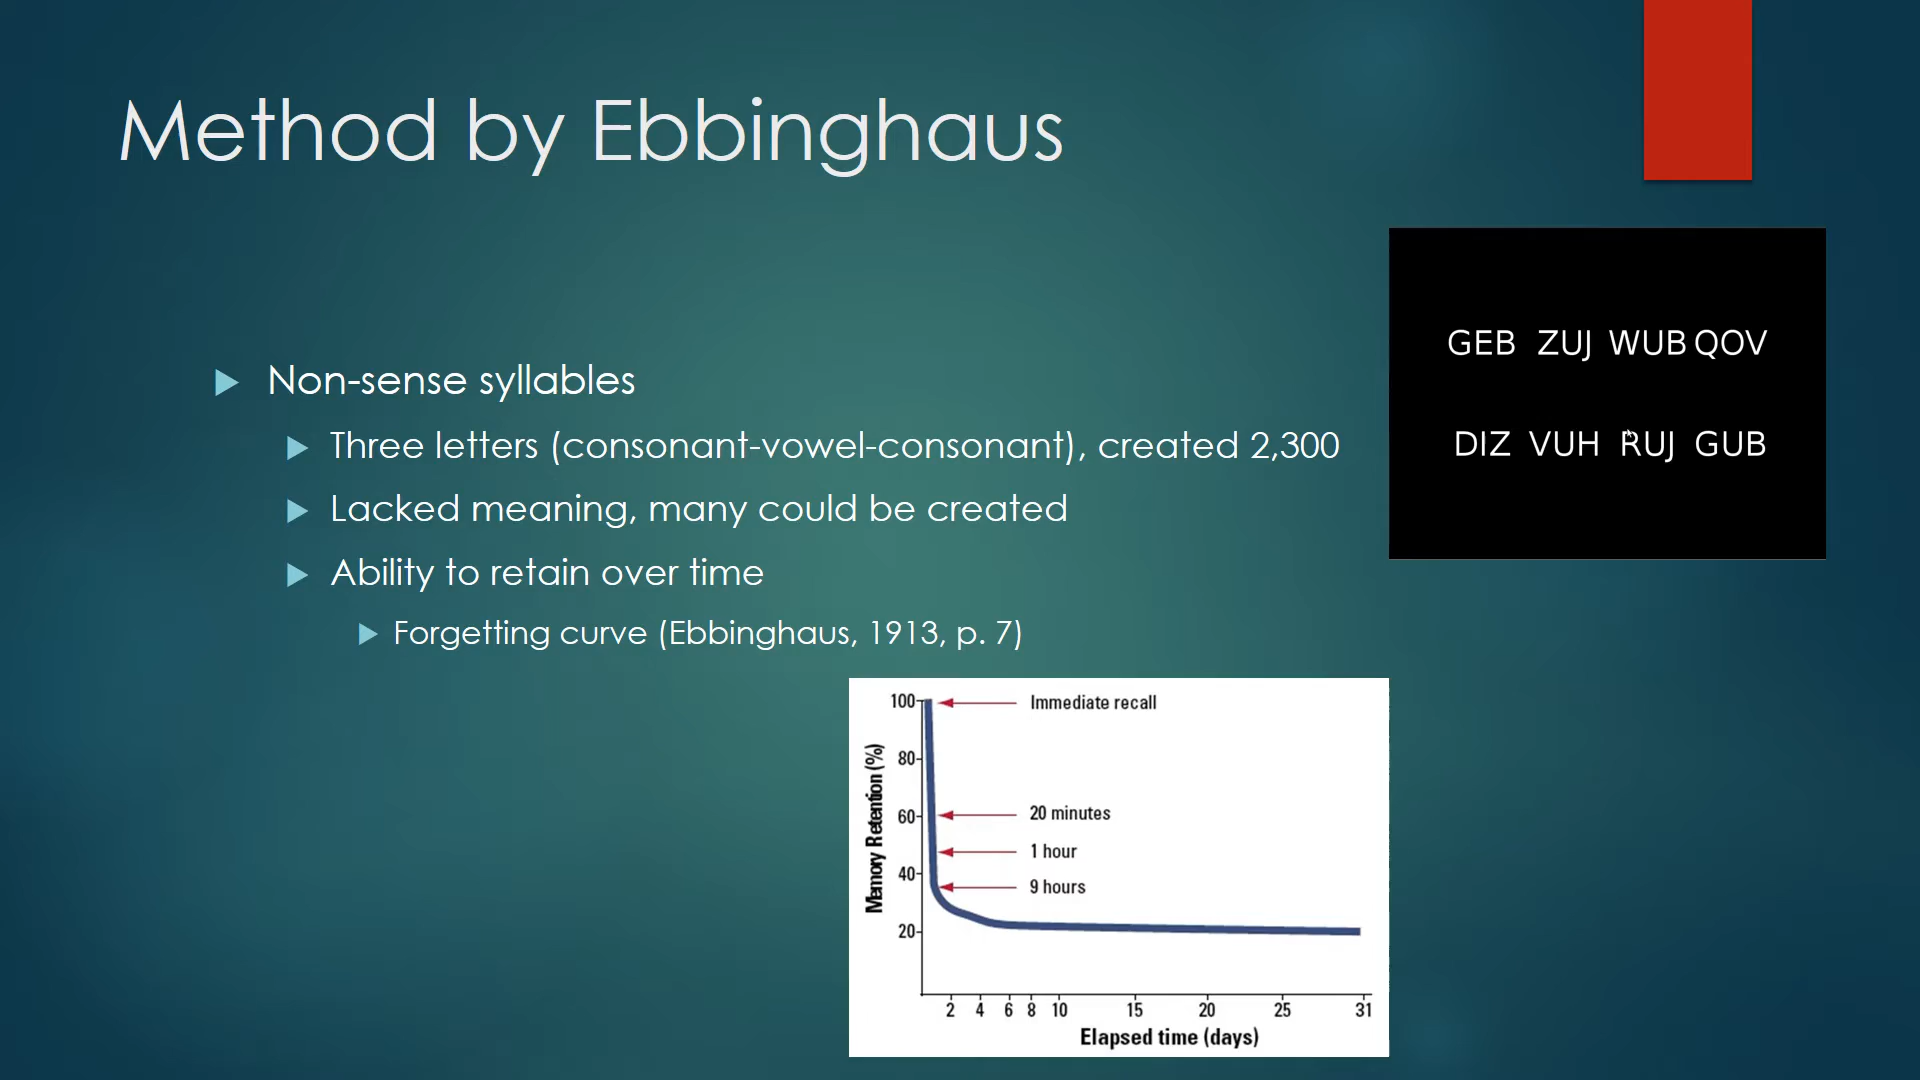 Method by Ebbinghaus
Non-sense syllables
Three letters (consonant-vowel-consonant), created 2,300
Lacked meaning, many could be created
Ability to retain over time
Forgetting curve (Ebbinghaus, 1913, p. 7)
GEB ZUJ WUB QOV
DIZ VUH RUJ GUB
Memory Retention (%)
100
80
60
40
20
Immediate recall
20 minutes
1 hour
9 hours
2 4 6 8 10 15 20 25 31
Elapsed time (days)